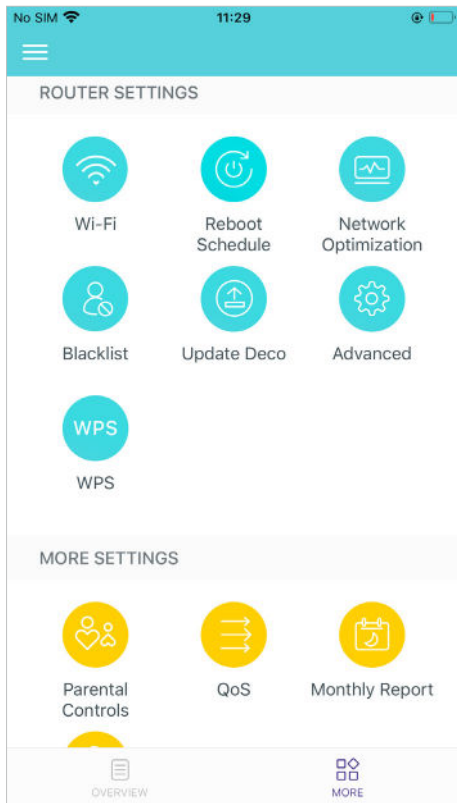 No SIM 11:29
ROUTER SETTINGS
Wi-Fi Reboot Network
Schedule Optimization
Blacklist Update Deco Advanced
WPS
WPS
MORE SETTINGS
Parental QoS Monthly Report
Controls
OVERVIEW MORE